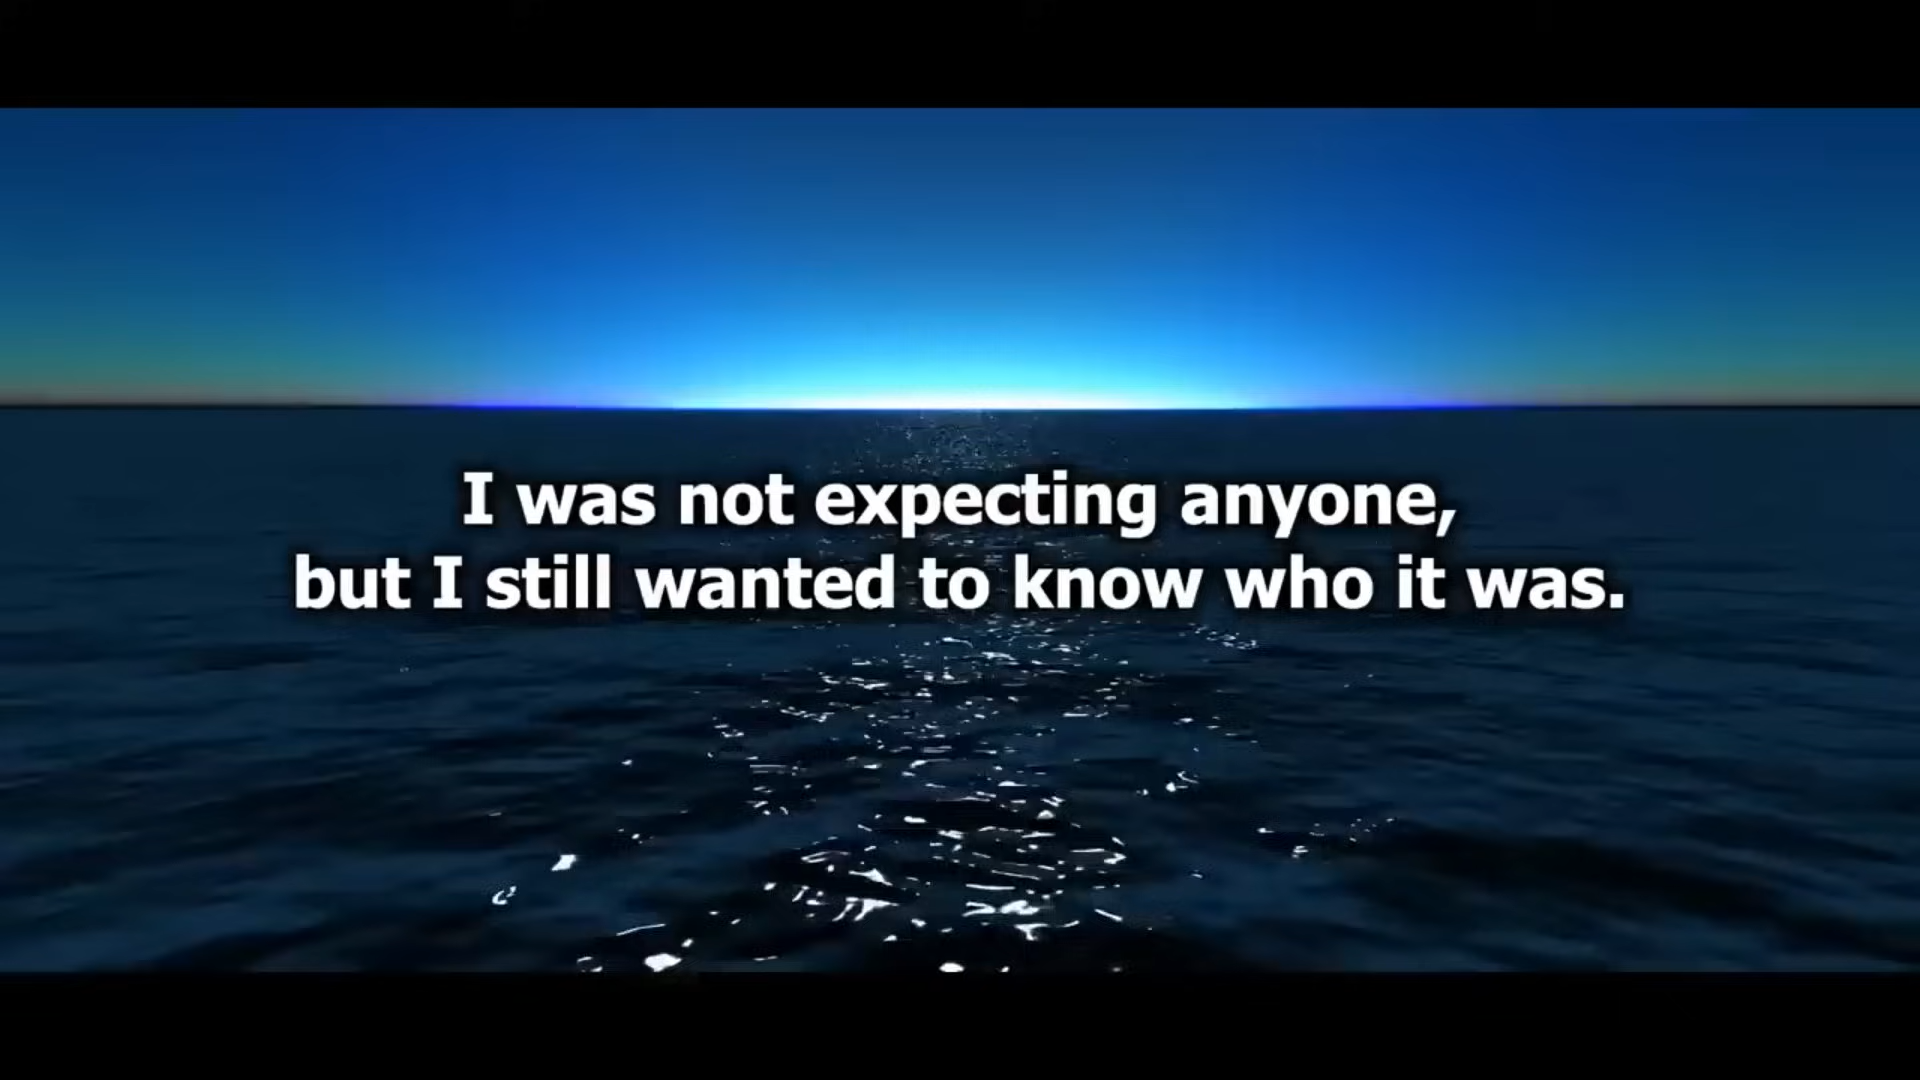 I was not expecting anyone,
but I still wanted to know who it was.